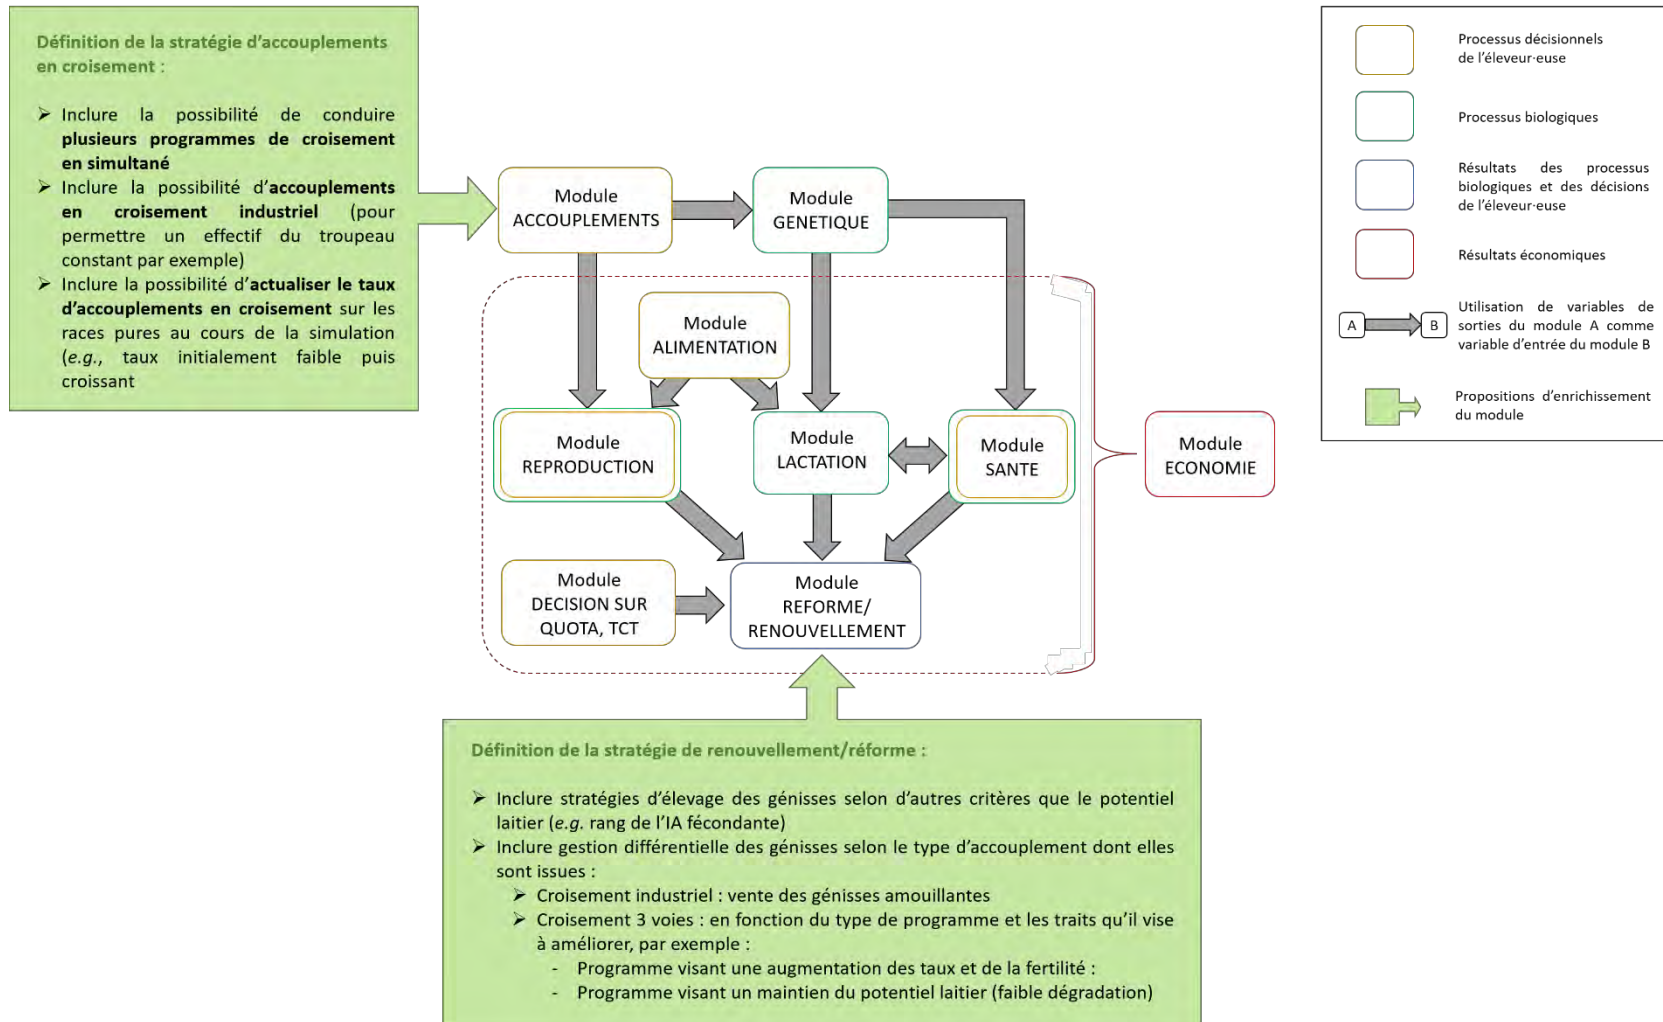 Définition de la stratégie d'accouplements
en croisement :
➢ Inclure la possibilité de conduire
plusieurs programmes de croisement
en simultané
➢ Inclure la possibilité d'accouplements
en croisement industriel (pour
permettre un effectif du troupeau
constant par exemple)
➢ Inclure la possibilité d'actualiser le taux
d'accouplements en croisement sur les
races pures au cours de la simulation
(e.g., taux initialement faible puis
croissant
Module
ACCOUPLEMENTS
Module
GENETIQUE
Module
ALIMENTATION
Module
REPRODUCTION
Module
LACTATION
Module
SANTE
Module
ECONOMIE
Module
DECISION SUR
QUOTA, TCT
Module
REFORME/
RENOUVELLEMENT
Processus décisionnels
de l'éleveur·euse
Processus biologiques
Résultats des processus
biologiques et des décisions
de l'éleveur·euse
Résultats économiques
A
B
Utilisation de variables de
sorties du module A comme
variable d'entrée du module B
Propositions d'enrichissement
du module
Définition de la stratégie de renouvellement/réforme :
➢ Inclure stratégies d'élevage des génisses selon d'autres critères que le potentiel
laitier (e.g. rang de l'IA fécondante)
➢ Inclure gestion différentielle des génisses selon le type d'accouplement dont elles
sont issues :
➢ Croisement industriel : vente des génisses amouillantes
➢ Croisement 3 voies : en fonction du type de programme et les traits qu'il vise
à améliorer, par exemple :
- Programme visant une augmentation des taux et de la fertilité :
- Programme visant un maintien du potentiel laitier (faible dégradation)